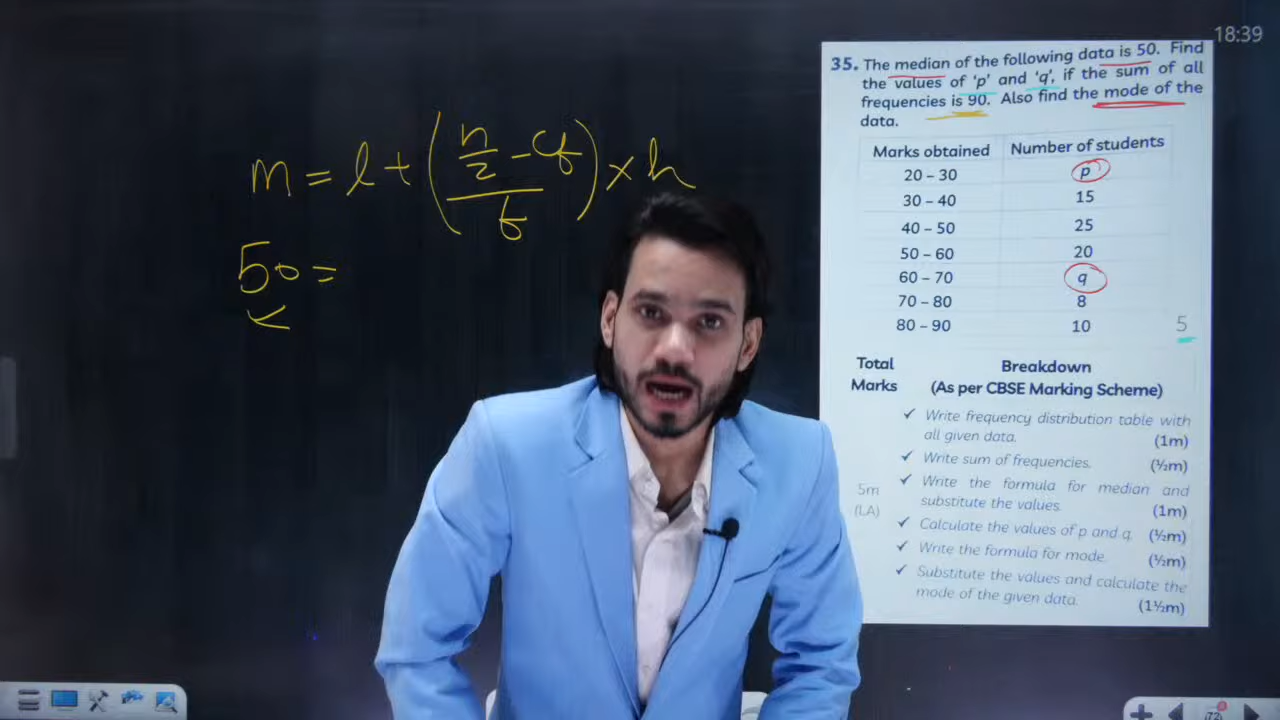 18:39
35. The median of the following data is 50. Find
the values of 'p' and 'q', if the sum of all
frequencies is 90. Also find the mode of the
data.
Marks obtained Number of students
20 – 30 p
30 – 40 15
40 – 50 25
50 – 60 20
60 – 70 q
70 – 80 8
80 – 90 10
5
Total Marks
Breakdown
(As per CBSE Marking Scheme)
✓ Write frequency distribution table with
all given data. (1m)
✓ Write sum of frequencies. (½m)
✓ Write the formula for median and
substitute the values. (1m)
5m
(LA)
✓ Calculate the values of p and q. (½m)
✓ Write the formula for mode. (½m)
✓ Substitute the values and calculate the
mode of the given data. (1½m)
m = l + (n/2 – cf / f) × h
50 =